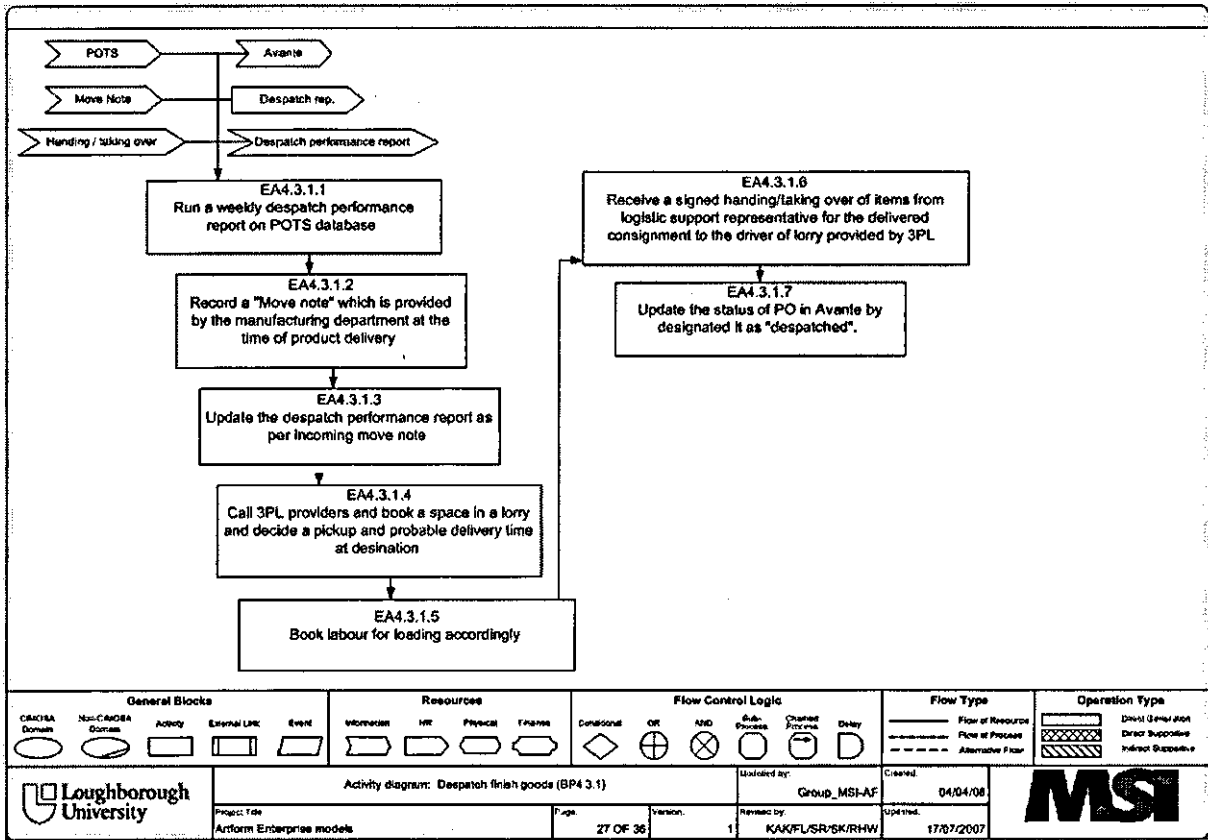 POTS
Avante
Move Note
Despatch rep.
Handing / taking over
Despatch performance report
EA4.3.1.1
Run a weekly despatch performance
report on POTS database
EA4.3.1.2
Record a "Move note" which is provided
by the manufacturing department at the
time of product delivery
EA4.3.1.3
Update the despatch performance report as
per incoming move note
EA4.3.1.4
Call 3PL providers and book a space in a lorry
and decide a pickup and probable delivery time
at desination
EA4.3.1.5
Book labour for loading accordingly
EA4.3.1.6
Receive a signed handing/taking over of items from
logistic support representative for the delivered
consignment to the driver of lorry provided by 3PL
EA4.3.1.7
Update the status of PO in Avante by
designated it as "despatched".
General Blocks
CIMOSA
Domain
Non-CIMOSA
Domain
Activity
External Link
Event
Resources
Information
HR
Physical
Finance
Flow Control Logic
Conditional
OR
AND
Sub-
Process
Chained
Process
Delay
Flow Type
Flow of Resource
Flow of Process
Alternative Flow
Operation Type
Direct Generation
Direct Supportive
Indirect Supportive
Loughborough
University
Activity diagram: Despatch finish goods (BP4 3.1)
Modeled by:
Group_MSI-AF
Created:
04/04/06
Project Title
Artform Enterprise models
Page.
27 OF 36
Version.
1
Revised by:
KAK/FL/SR/SK/RHW
Updated.
17/07/2007
MSI